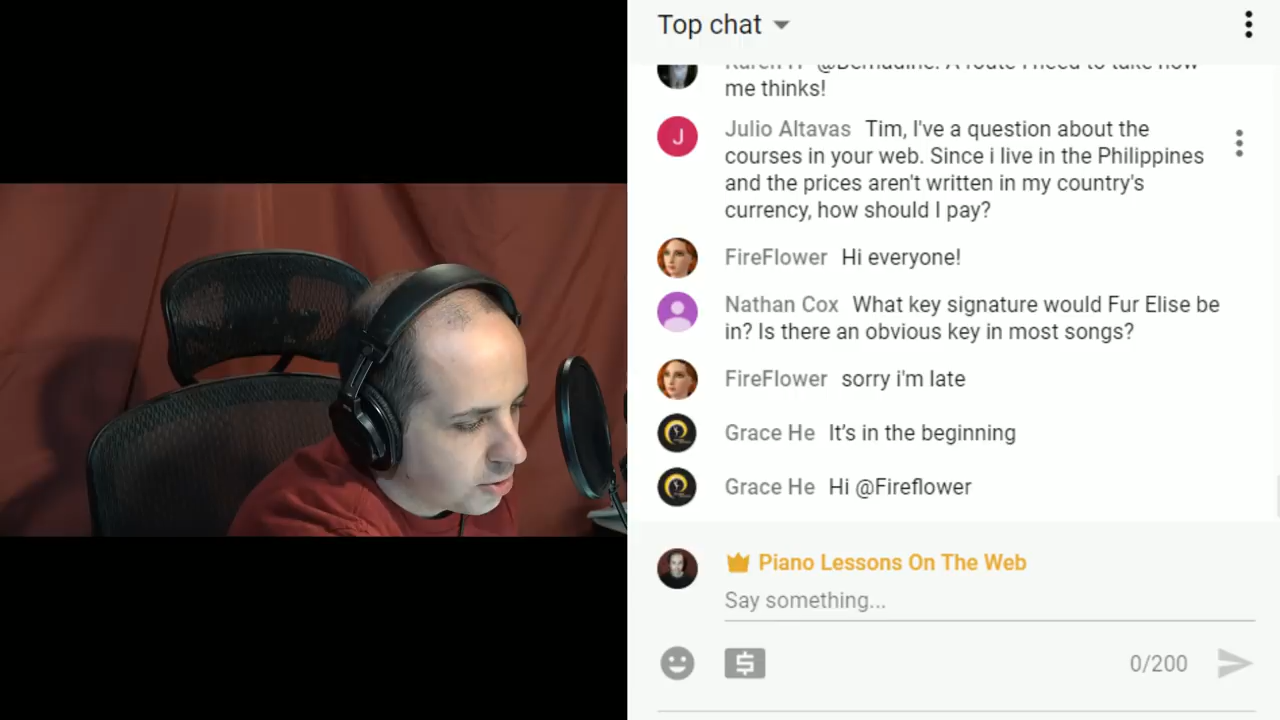 Top chat
me thinks!
J
Julio Altavas Tim, I've a question about the
courses in your web. Since i live in the Philippines
and the prices aren't written in my country's
currency, how should I pay?
FireFlower Hi everyone!
Nathan Cox What key signature would Fur Elise be
in? Is there an obvious key in most songs?
FireFlower sorry i'm late
Grace He It’s in the beginning
Grace He Hi @Fireflower
Piano Lessons On The Web
Say something...
0/200